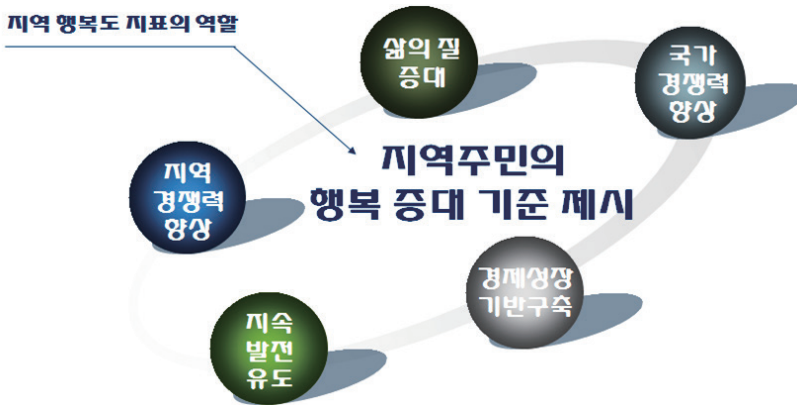 지역 행복도 지표의 역할
삶의 질
증대
국가
경쟁력
향상
지역
경쟁력
향상
지역주민의
행복 증대 기준 제시
경제성장
기반구축
지속
발전
유도